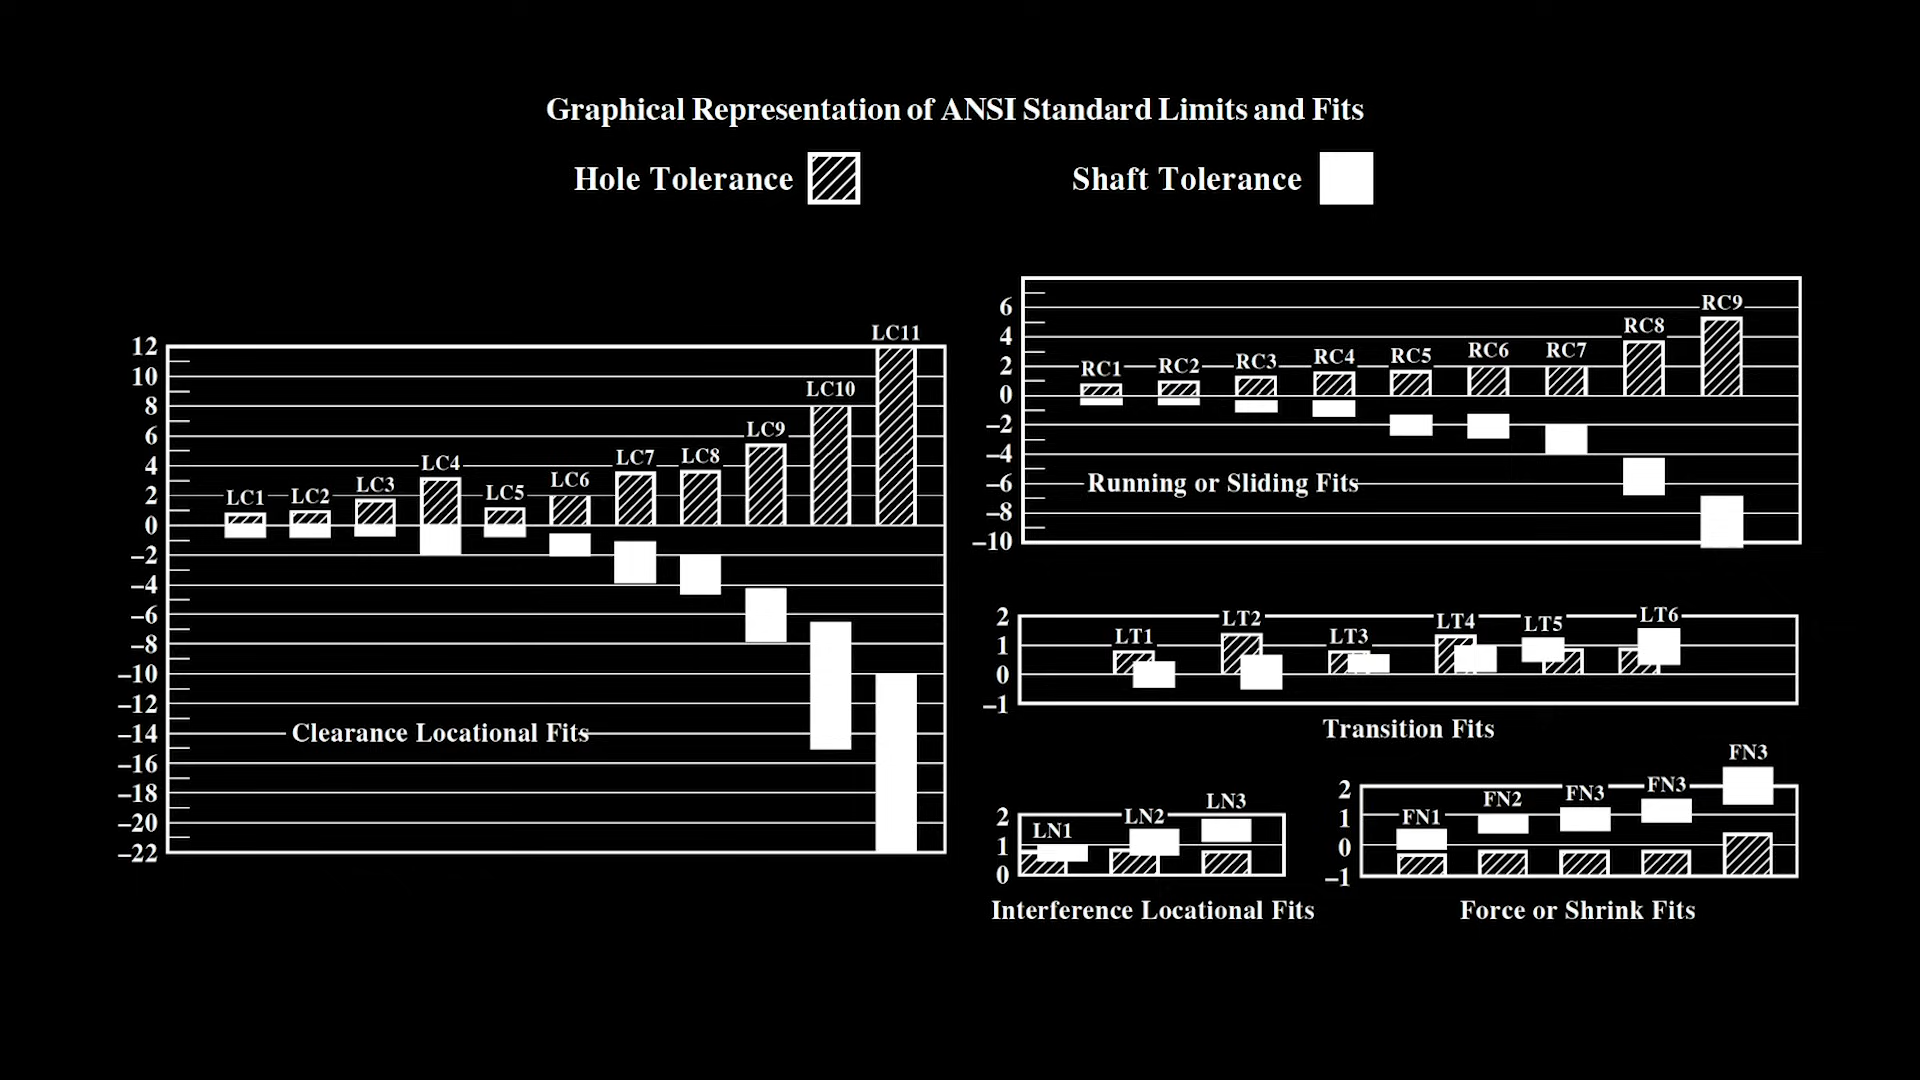 Graphical Representation of ANSI Standard Limits and Fits
Hole Tolerance
Shaft Tolerance
12
10
8
6
4
2
0
−2
−4
−6
−8
−10
−12
−14
−16
−18
−20
−22
LC1
LC2
LC3
LC4
LC5
LC6
LC7
LC8
LC9
LC10
LC11
Clearance Locational Fits
6
4
2
0
−2
−4
−6
−8
−10
RC1
RC2
RC3
RC4
RC5
RC6
RC7
RC8
RC9
Running or Sliding Fits
2
1
0
−1
LT1
LT2
LT3
LT4
LT5
LT6
Transition Fits
2
1
0
LN1
LN2
LN3
Interference Locational Fits
2
1
0
−1
FN1
FN2
FN3
FN3
FN3
Force or Shrink Fits